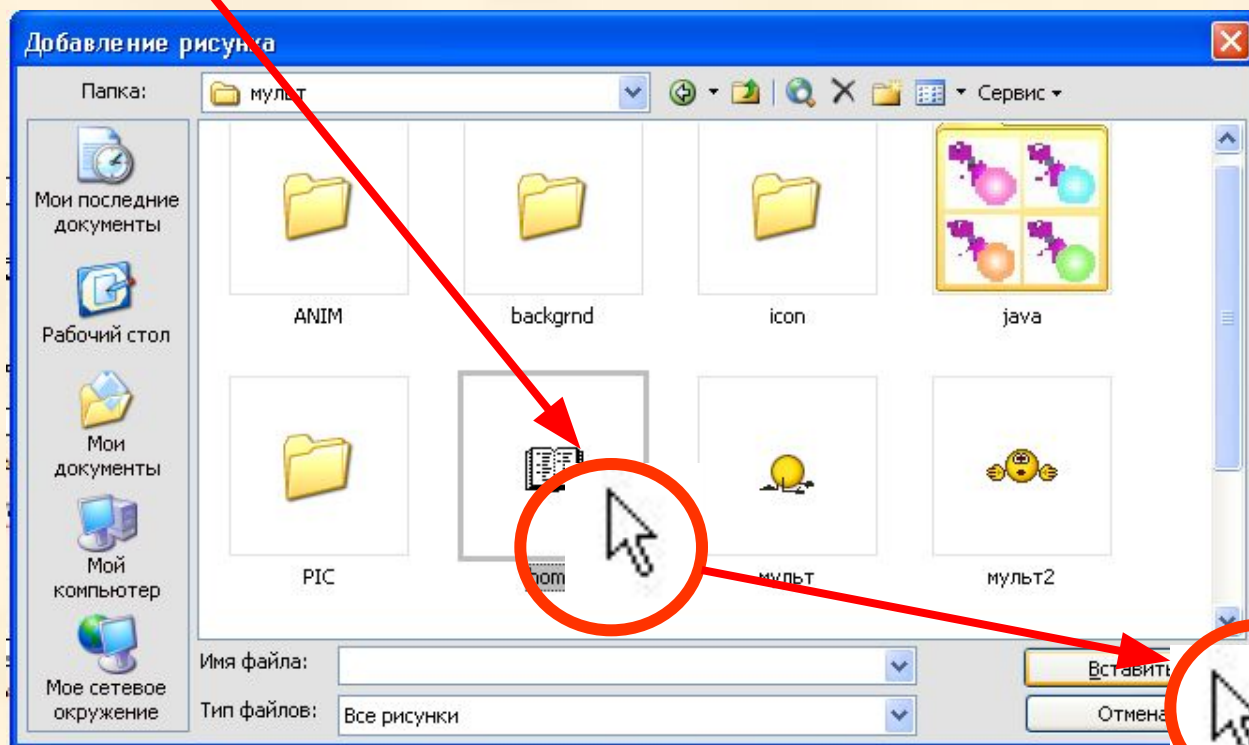 Добавление рисунка
Папка:
мульт
Сервис
Мои последние
документы
Рабочий стол
Мои
документы
Мой
компьютер
Мое сетевое
окружение
ANIM
backgrnd
icon
java
PIC
мульт
мульт2
Имя файла:
Вставить
Тип файлов:
Все рисунки
Отмена